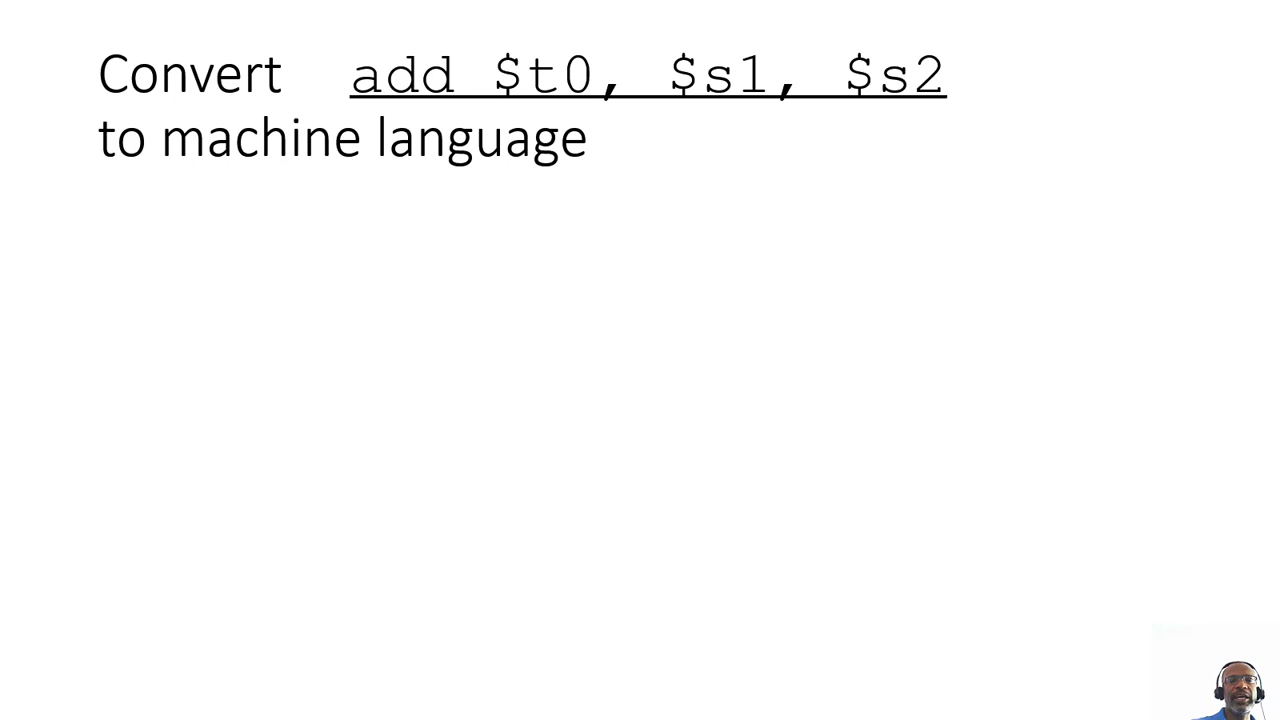 Convert add $t0, $s1, $s2
to machine language